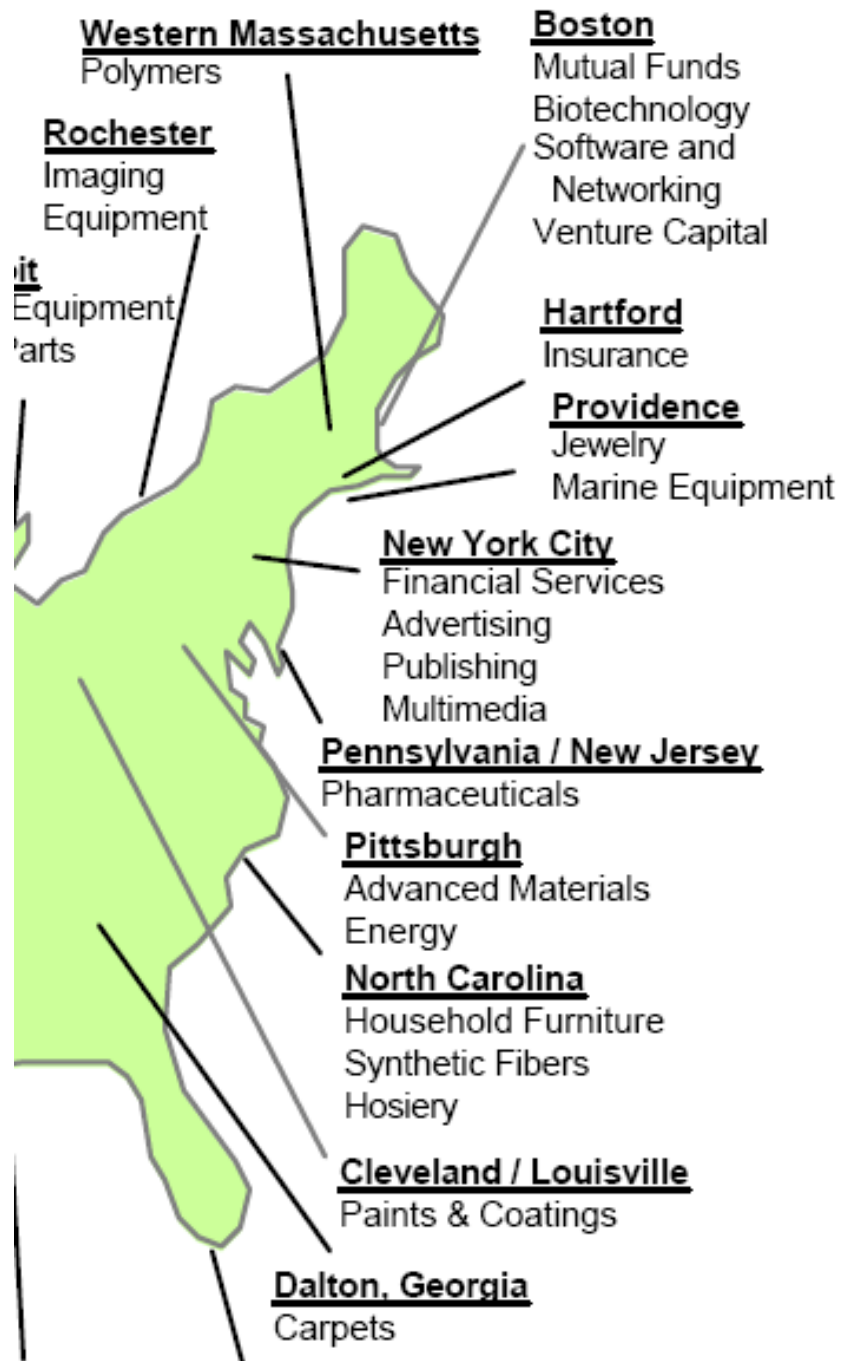 Western Massachusetts
Polymers
Boston
Mutual Funds
Biotechnology
Software and
Networking
Venture Capital
Rochester
Imaging
Equipment
Equipment
Hartford
Insurance
Providence
Jewelry
Marine Equipment
New York City
Financial Services
Advertising
Publishing
Multimedia
Pennsylvania / New Jersey
Pharmaceuticals
Pittsburgh
Advanced Materials
Energy
North Carolina
Household Furniture
Synthetic Fibers
Hosiery
Cleveland / Louisville
Paints & Coatings
Dalton, Georgia
Carpets